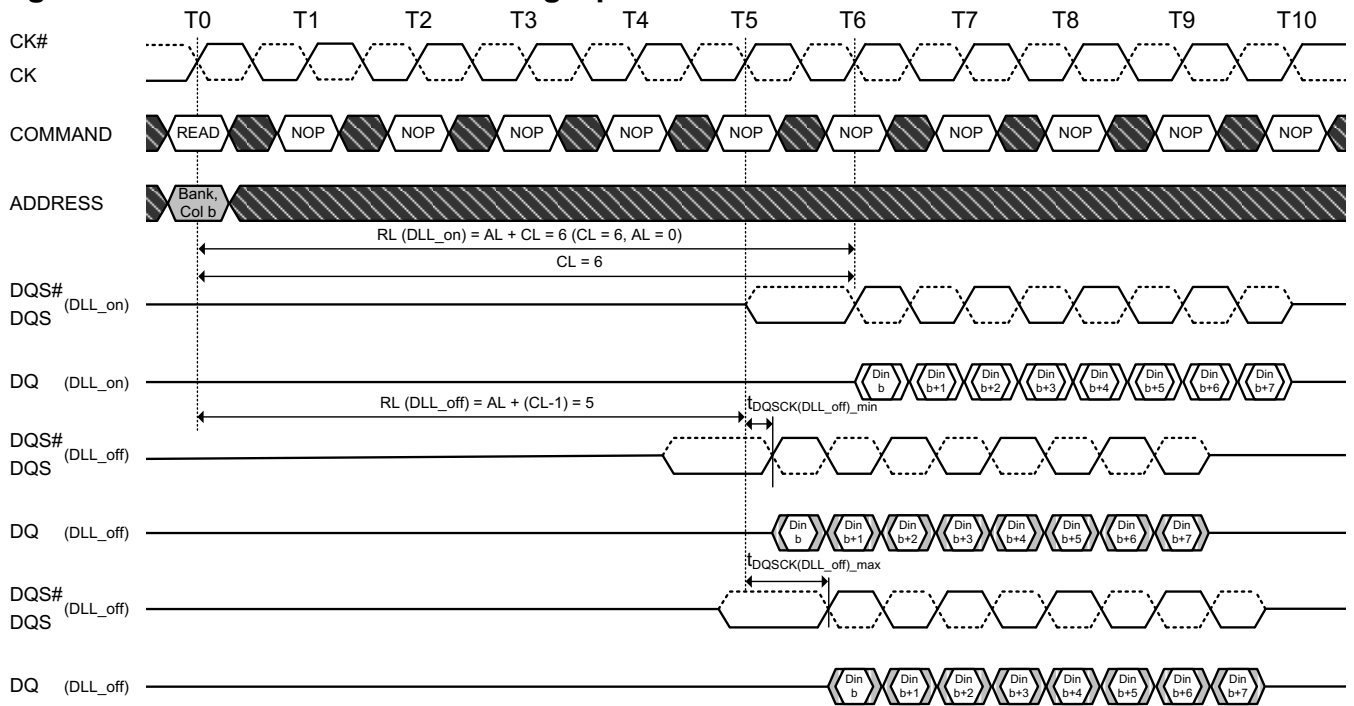 T0 T1 T2 T3 T4 T5 T6 T7 T8 T9 T10
CK#
CK
COMMAND READ NOP NOP NOP NOP NOP NOP NOP NOP NOP NOP
ADDRESS Bank,
Col b
RL (DLL_on) = AL + CL = 6 (CL = 6, AL = 0)
CL = 6
DQS# (DLL_on)
DQS
DQ (DLL_on) Din b Din b+1 Din b+2 Din b+3 Din b+4 Din b+5 Din b+6 Din b+7
RL (DLL_off) = AL + (CL-1) = 5
tDQSCK(DLL_off)_min
DQS# (DLL_off)
DQS
DQ (DLL_off) Din b Din b+1 Din b+2 Din b+3 Din b+4 Din b+5 Din b+6 Din b+7
tDQSCK(DLL_off)_max
DQS# (DLL_off)
DQS
DQ (DLL_off) Din b Din b+1 Din b+2 Din b+3 Din b+4 Din b+5 Din b+6 Din b+7